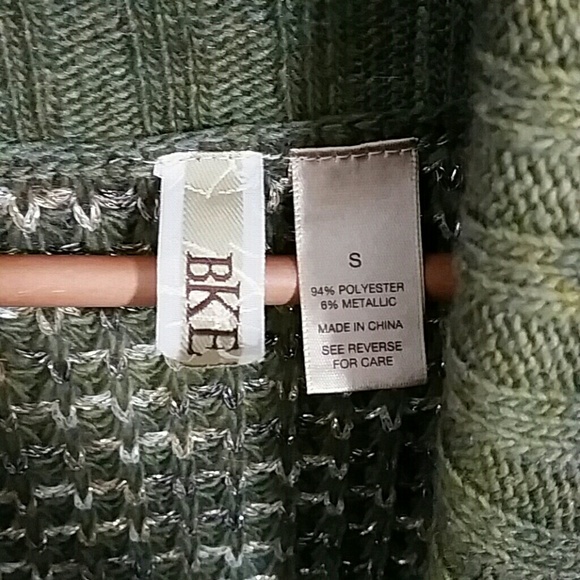 BKE
S
94% POLYESTER
6% METALLIC
MADE IN CHINA
SEE REVERSE
FOR CARE